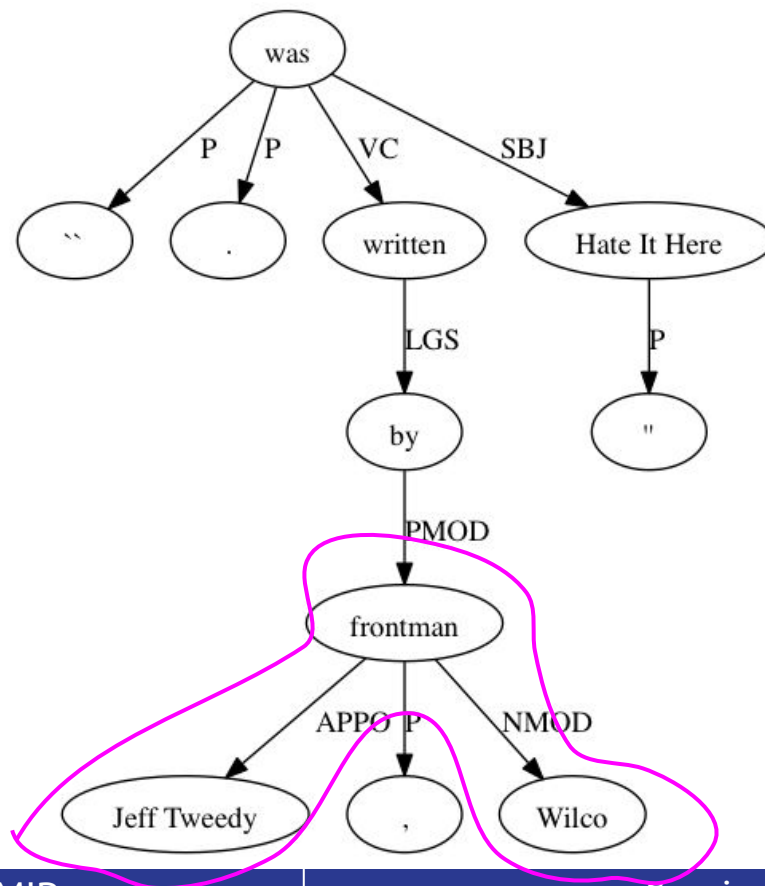 was
P P VC SBJ
`` . written Hate It Here
LGS P
by "
PMOD
frontman
APPO P NMOD
Jeff Tweedy , Wilco